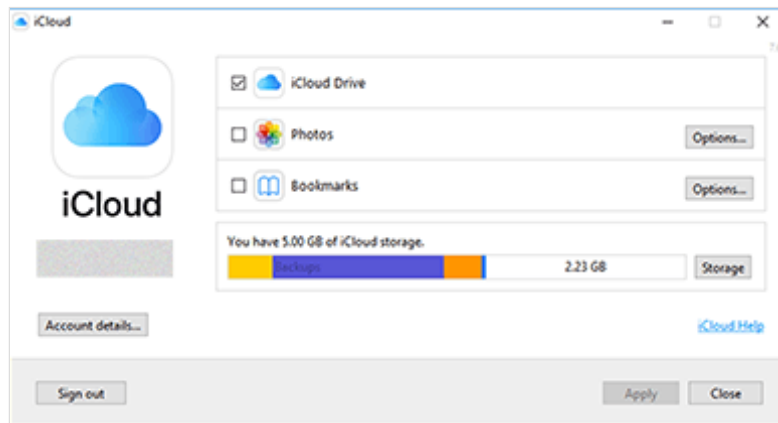 iCloud
iCloud Drive
Photos
Options...
Bookmarks
Options...
iCloud
You have 5.00 GB of iCloud storage.
Backups
2.23 GB
Storage
Account details...
iCloud Help
Sign out
Apply
Close